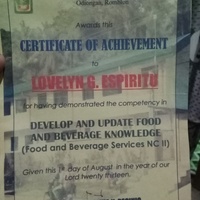 Odiongan, Romblon
Awards this
CERTIFICATE OF ACHIEVEMENT
to
LOVELYN G. ESPIRITU
for having demonstrated the competency in
DEVELOP AND UPDATE FOOD
AND BEVERAGE KNOWLEDGE
(Food and Beverage Services NC II)
Given this day of August in the year of our
Lord twenty thirteen.